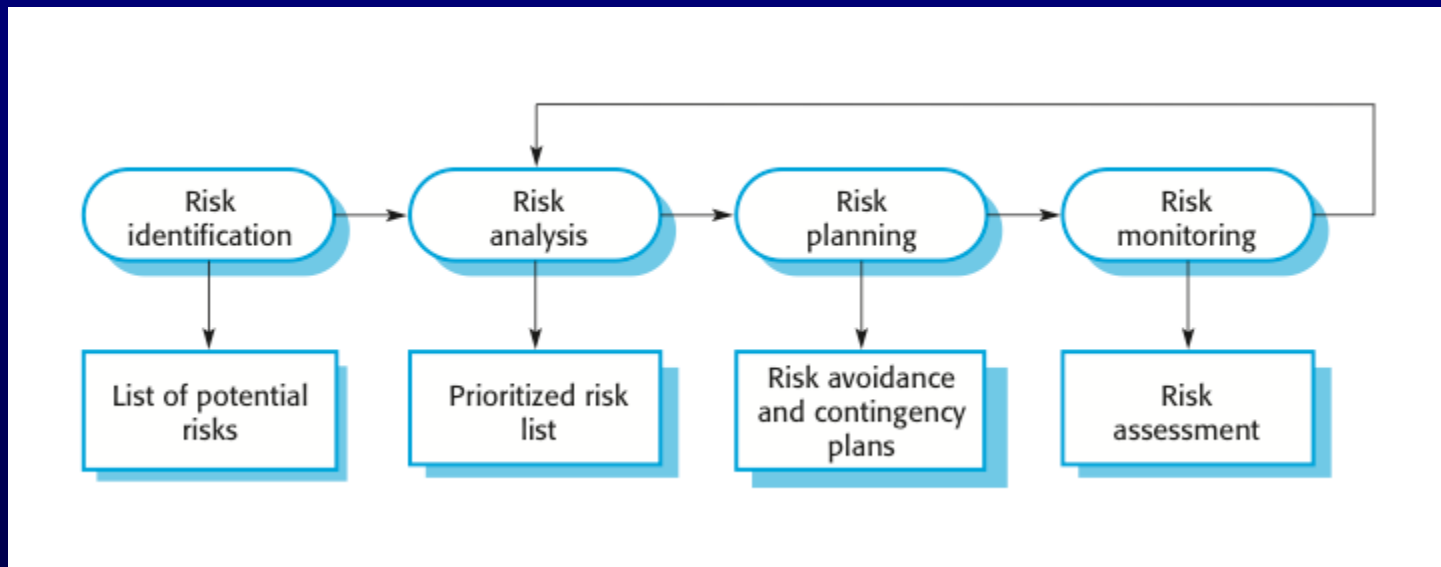 Risk
identification
Risk
analysis
Risk
planning
Risk
monitoring
List of potential
risks
Prioritized risk
list
Risk avoidance
and contingency
plans
Risk
assessment